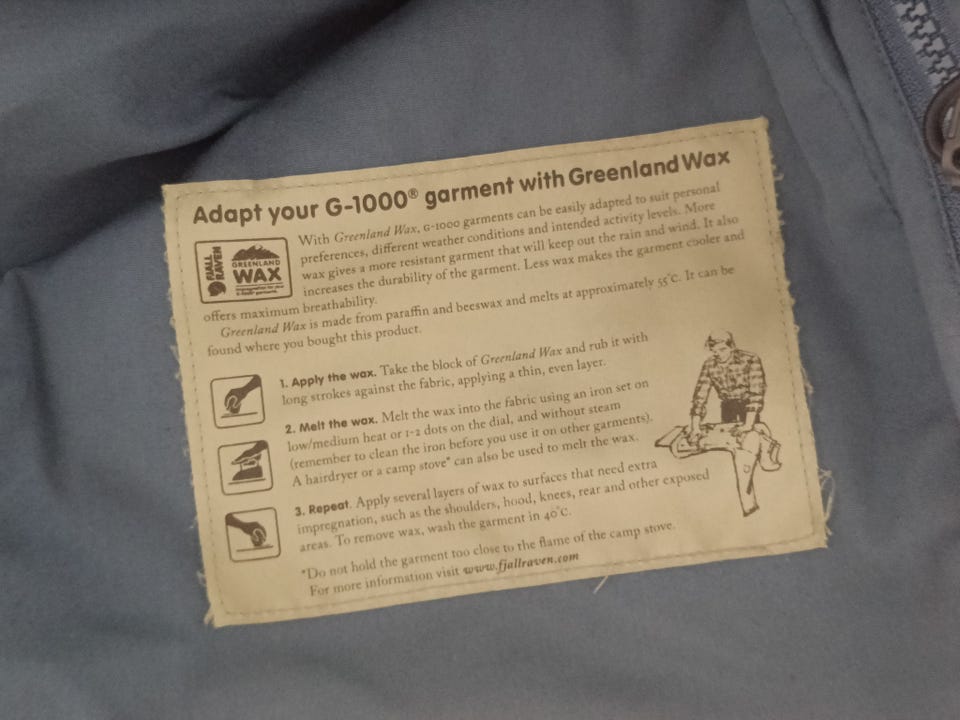 Adapt your G-1000® garment with Greenland Wax
FJALL
RAVEN
GREENLAND
WAX
With Greenland Wax, G-1000 garments can be easily adapted to suit personal
preferences, different weather conditions and intended activity levels. More
wax gives a more resistant garment that will keep out the rain and wind. It also
increases the durability of the garment. Less wax makes the garment cooler and
offers maximum breathability.
Greenland Wax is made from paraffin and beeswax and melts at approximately 55°C. It can be
found where you bought this product.
1. Apply the wax. Take the block of Greenland Wax and rub it with
long strokes against the fabric, applying a thin, even layer.
2. Melt the wax. Melt the wax into the fabric using an iron set on
low/medium heat or 1-2 dots on the dial, and without steam
(remember to clean the iron before you use it on other garments).
A hairdryer or a camp stove* can also be used to melt the wax.
3. Repeat. Apply several layers of wax to surfaces that need extra
impregnation, such as the shoulders, hood, knees, rear and other exposed
areas. To remove wax, wash the garment in 40°C.
*Do not hold the garment too close to the flame of the camp stove.
For more information visit www.fjallraven.com